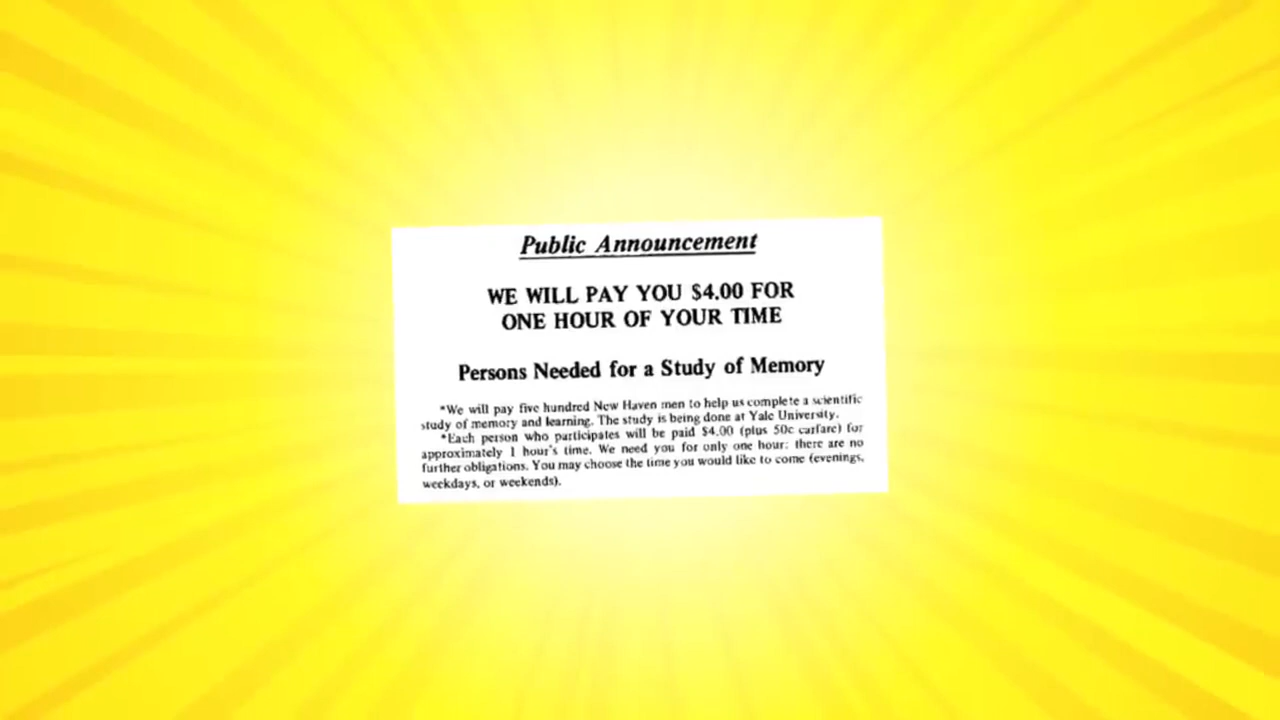 Public Announcement
WE WILL PAY YOU $4.00 FOR
ONE HOUR OF YOUR TIME
Persons Needed for a Study of Memory
*We will pay five hundred New Haven men to help us complete a scientific
study of memory and learning. The study is being done at Yale University.
*Each person who participates will be paid $4.00 (plus 50c carfare) for
approximately 1 hour's time. We need you for only one hour: there are no
further obligations. You may choose the time you would like to come (evenings,
weekdays, or weekends).